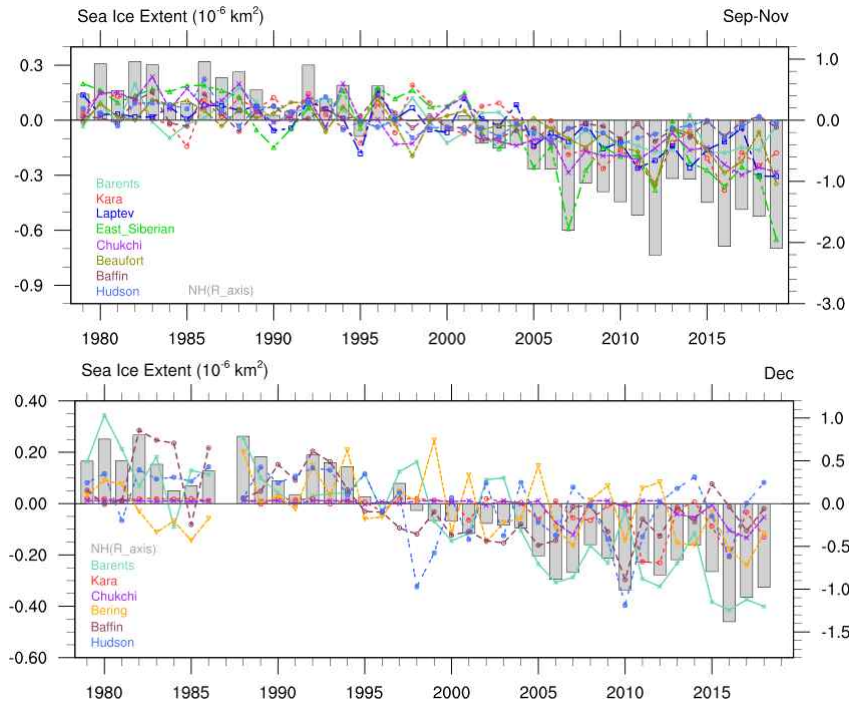 Sea Ice Extent (10⁻⁶ km²) Sep-Nov
0.3 1.0
0.0 0.0
-0.3 -1.0
-0.6 -2.0
-0.9 -3.0
Barents
Kara
Laptev
East_Siberian
Chukchi
Beaufort
Baffin
Hudson NH(R_axis)
1980 1985 1990 1995 2000 2005 2010 2015
Sea Ice Extent (10⁻⁶ km²) Dec
0.40 1.0
0.20 0.5
0.00 0.0
-0.20 -0.5
-0.40 -1.0
-0.60 -1.5
NH(R_axis)
Barents
Kara
Chukchi
Bering
Baffin
Hudson
1980 1985 1990 1995 2000 2005 2010 2015